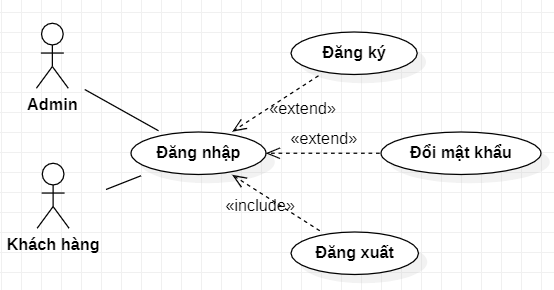 Admin
Khách hàng
Đăng ký
«extend»
«extend»
Đăng nhập
Đổi mật khẩu
«include»
Đăng xuất